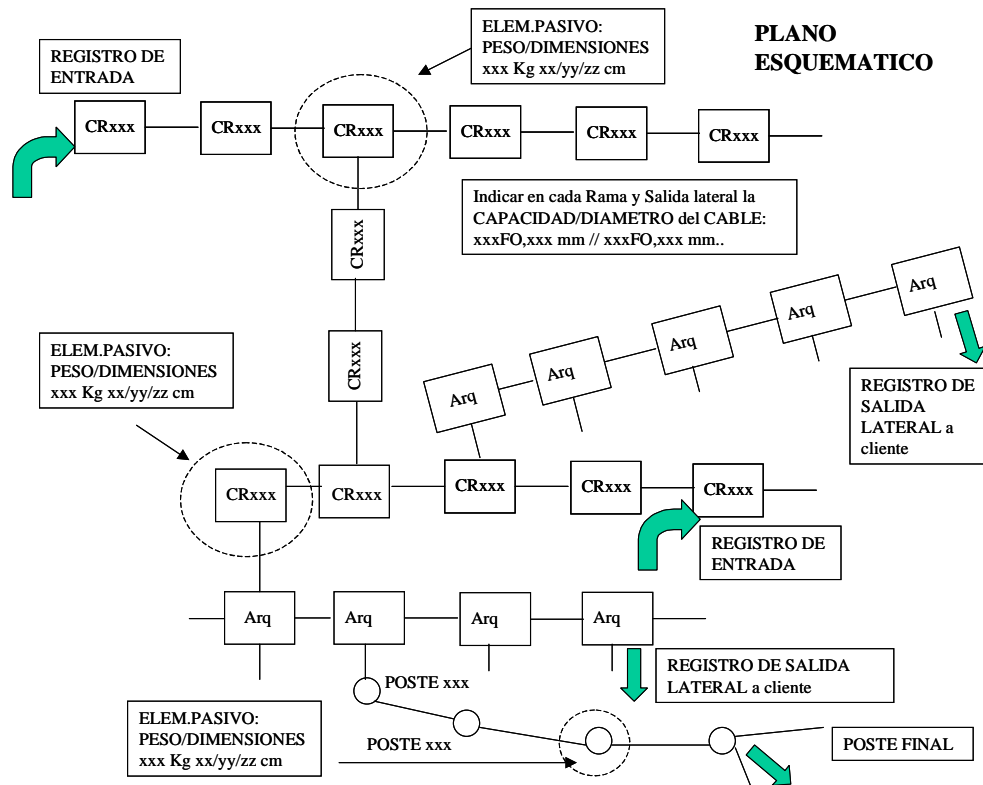 PLANO
ESQUEMATICO
ELEM.PASIVO:
PESO/DIMENSIONES
xxx Kg xx/yy/zz cm
REGISTRO DE
ENTRADA
CRxxx
CRxxx
CRxxx
CRxxx
CRxxx
CRxxx
Indicar en cada Rama y Salida lateral la
CAPACIDAD/DIAMETRO del CABLE:
xxxFO,xxx mm // xxxFO,xxx mm..
CRxxx
CRxxx
Arq
Arq
Arq
Arq
Arq
ELEM.PASIVO:
PESO/DIMENSIONES
xxx Kg xx/yy/zz cm
REGISTRO DE
SALIDA
LATERAL a
cliente
CRxxx
CRxxx
CRxxx
CRxxx
CRxxx
REGISTRO DE
ENTRADA
Arq
Arq
Arq
Arq
REGISTRO DE SALIDA
LATERAL a cliente
POSTE xxx
ELEM.PASIVO:
PESO/DIMENSIONES
xxx Kg xx/yy/zz cm
POSTE xxx
POSTE FINAL